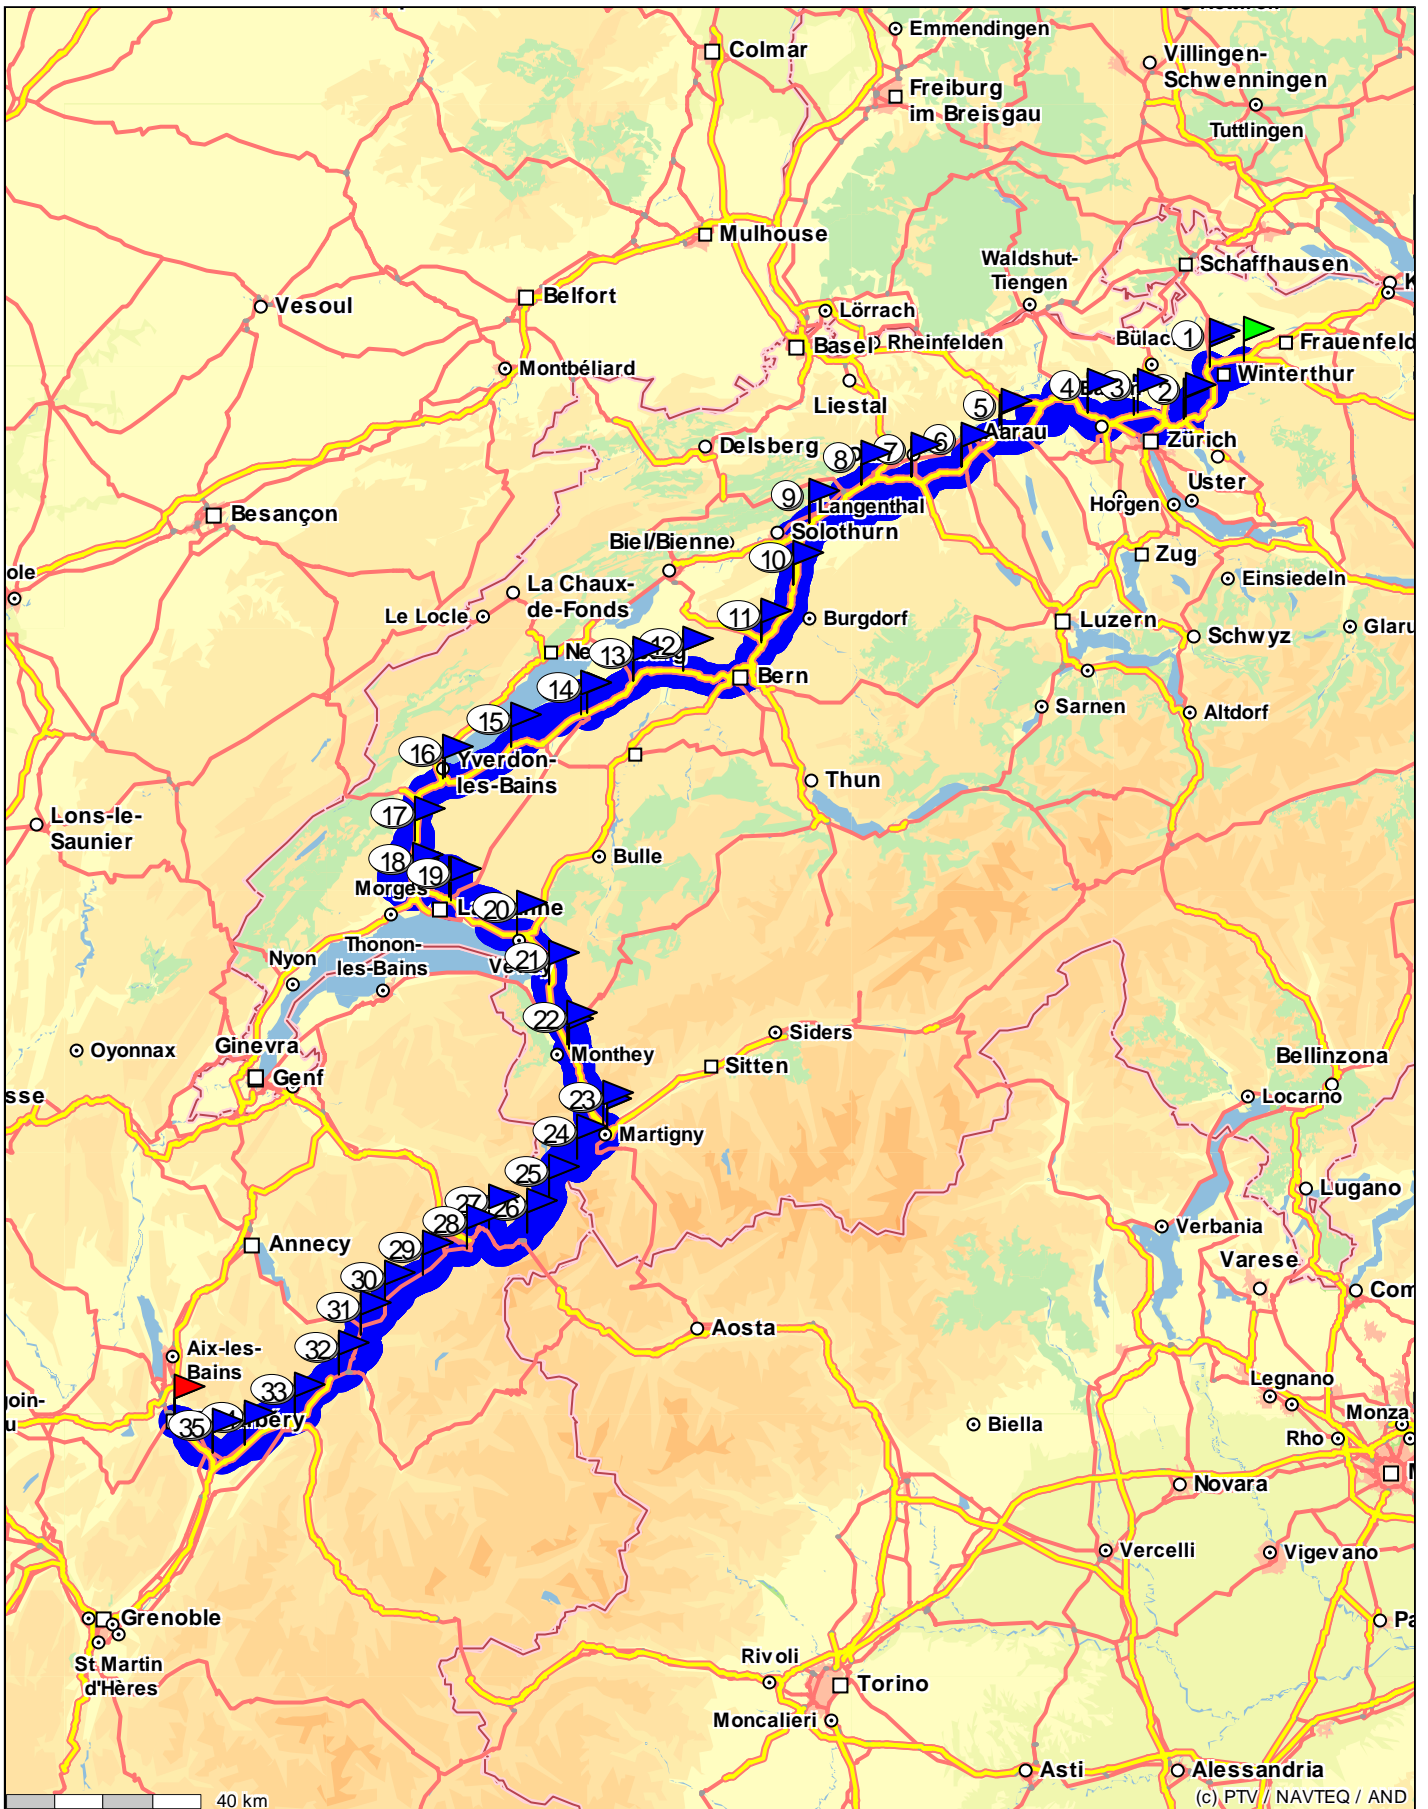 Colmar
Emmendingen
Villingen-
Schwenningen
Freiburg
im Breisgau
Tuttlingen
Mulhouse
Waldshut-
Tiengen
Schaffhausen
Vesoul
Belfort
Lörrach
Basel
Rheinfelden
1
Frauenfeld
Montbéliard
Winterthur
Liestal
4
3
2
5
Aarau
Zürich
Delsberg
8
7
6
Uster
9
Langenthal
Horgen
Besançon
Solothurn
Biel/Bienne
10
Zug
Einsiedeln
ole
La Chaux-
de-Fonds
Le Locle
11
Burgdorf
Luzern
Schwyz
13
12
Bern
14
Sarnen
Altdorf
15
16
Yverdon-
les-Bains
Thun
17
Lons-le-
Saunier
18
19
Bulle
Morges
20
Thonon-
les-Bains
Nyon
21
22
Siders
Oyonnax
Ginevra
Monthey
Sitten
Bellinzona
Genf
23
Locarno
sse
24
Martigny
25
Lugano
27
26
28
Verbania
Annecy
29
Varese
30
31
Aosta
32
Aix-les-
Bains
33
Legnano
Monza
35
Biella
Rho
Novara
Vercelli
Vigevano
Grenoble
St Martin
d'Hères
Rivoli
Torino
Moncalieri
Asti
Alessandria
40 km
(c) PTV / NAVTEQ / AND